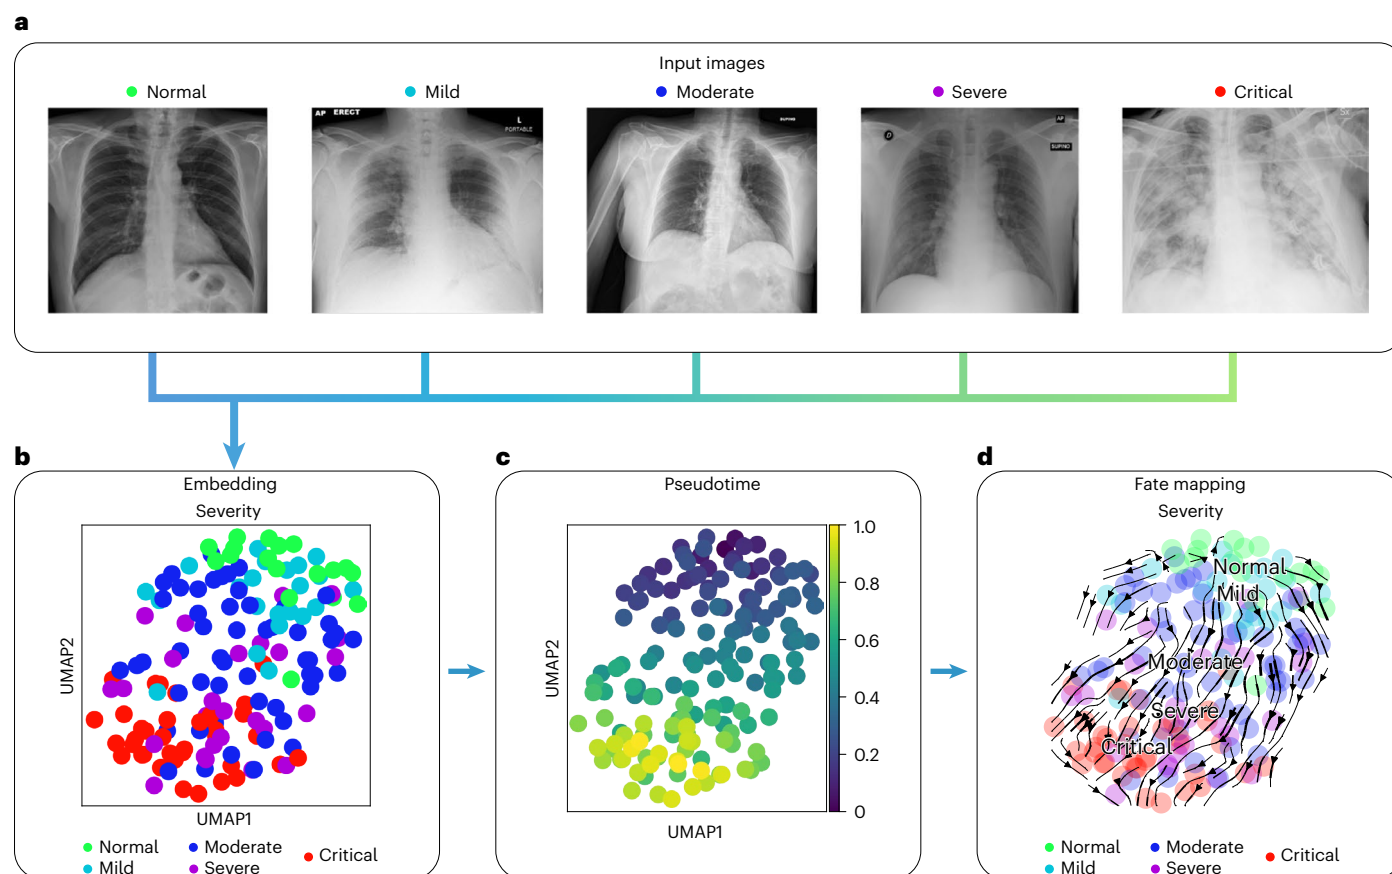 a
Input images
Normal
Mild
Moderate
Severe
Critical
AP ERECT
L
PORTABLE
SUPINO
D
AP
SUPINO
b
Embedding
Severity
UMAP2
UMAP1
Normal
Mild
Moderate
Severe
Critical
c
Pseudotime
UMAP2
UMAP1
1.0
0.8
0.6
0.4
0.2
0
d
Fate mapping
Severity
Normal
Mild
Moderate
Severe
Critical
Normal
Mild
Moderate
Severe
Critical